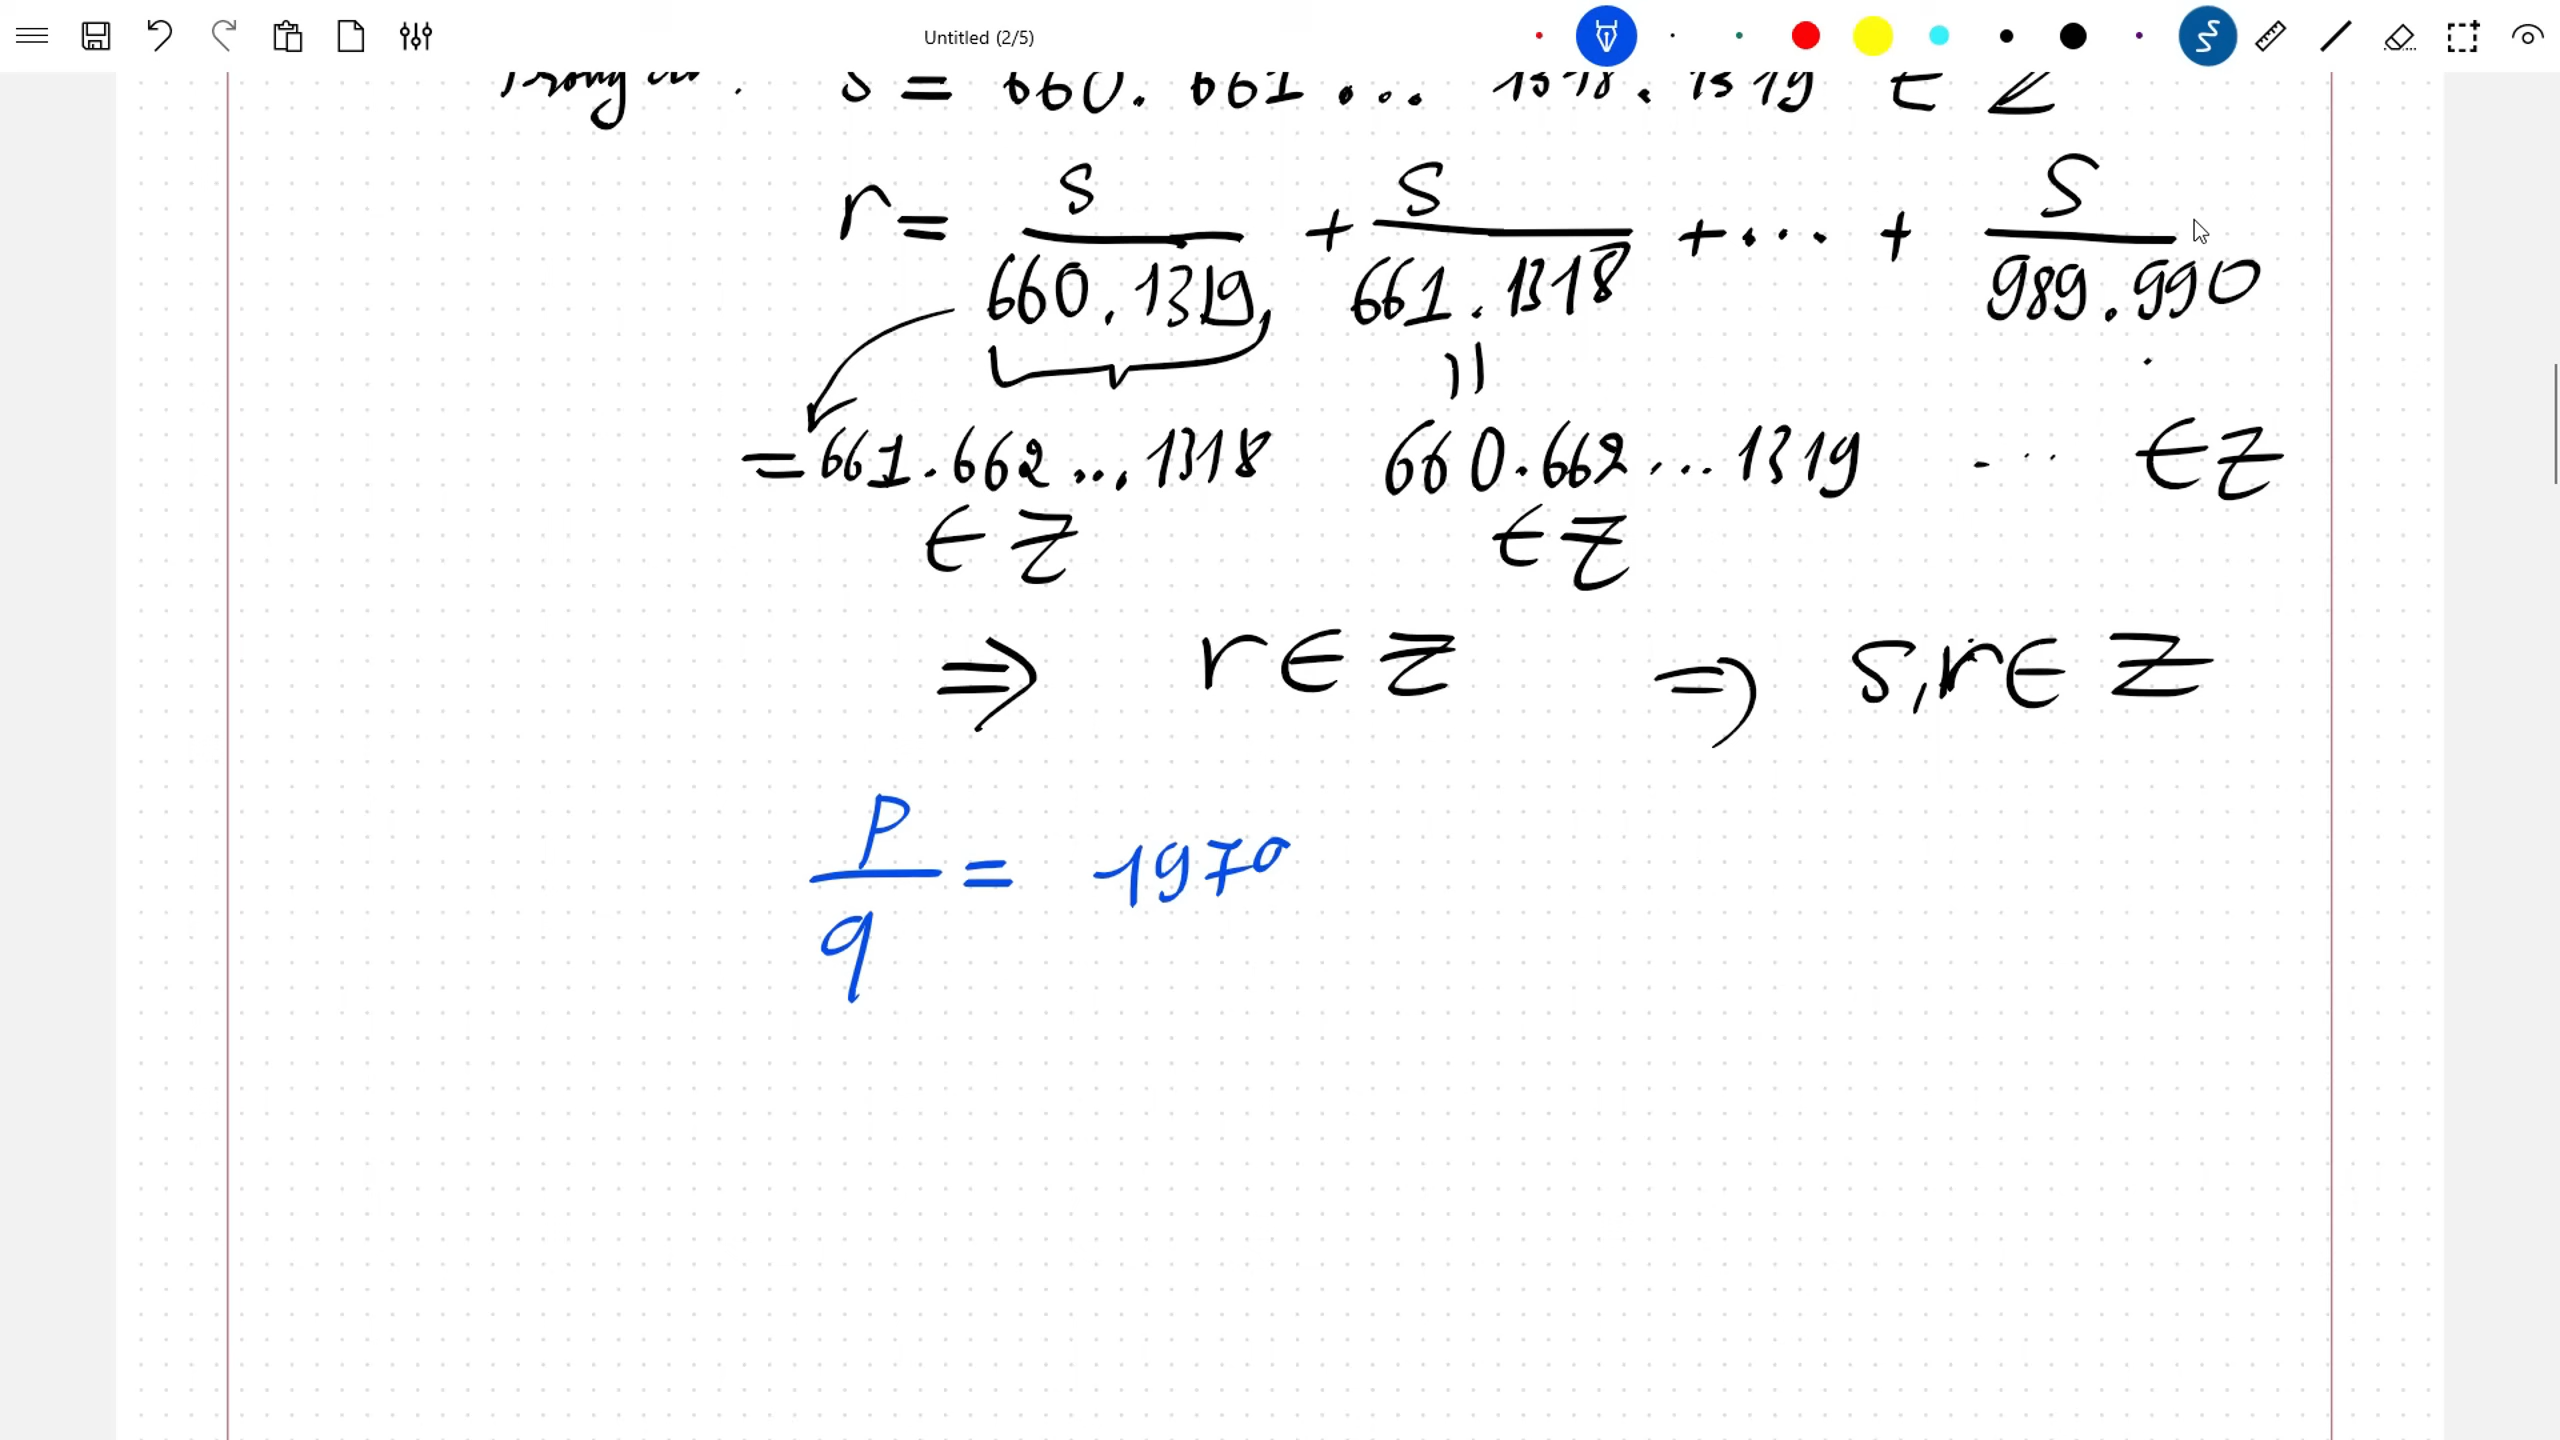 Untitled (2/5)
s = 660. 661 ... 1318. 1319 ∈ Z
r = s/660.1319 + s/661.1318 + ... + s/989.990
= 661.662 ... 1318 = 660.662 ... 1319 ... ∈ Z
∈ Z ∈ Z
⇒ r ∈ Z ⇒ s, r ∈ Z
p/q = 1979